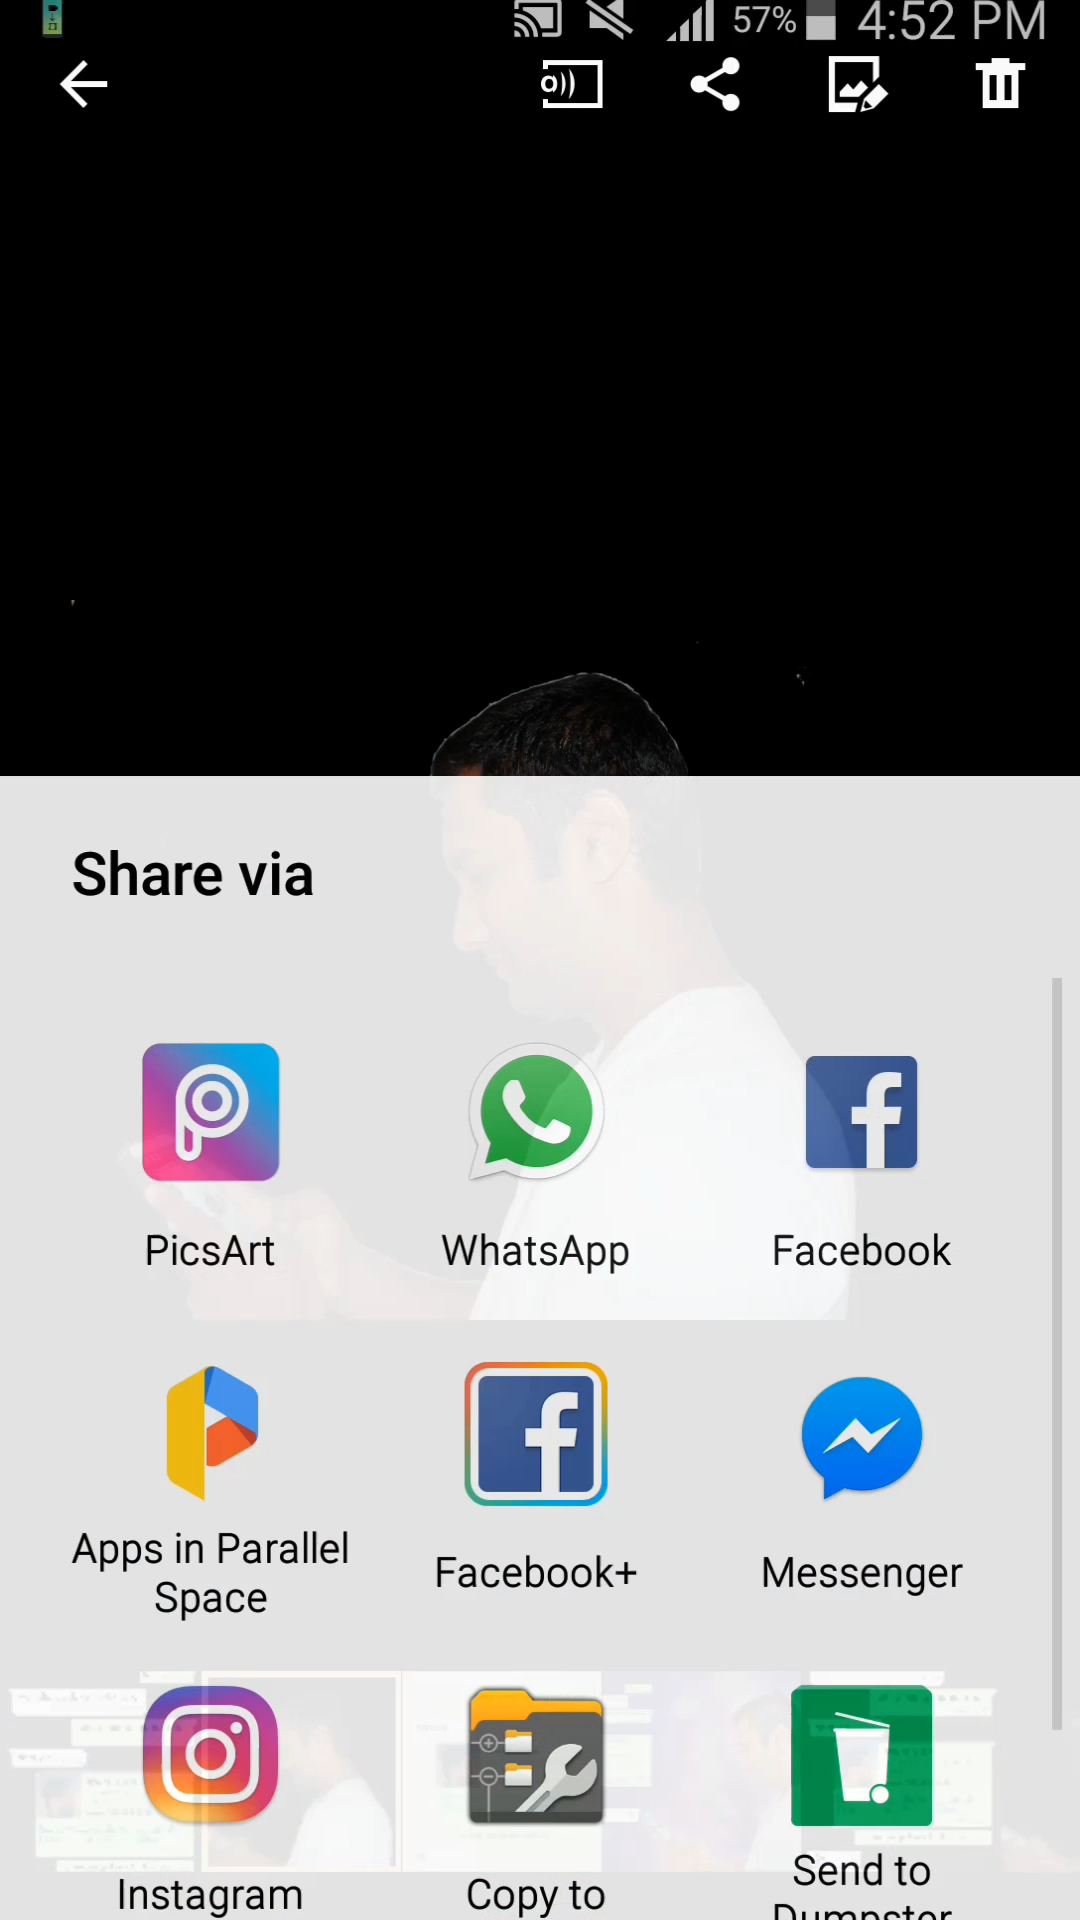 57% 4:52 PM
Share via
PicsArt WhatsApp Facebook
Apps in Parallel Space Facebook+ Messenger
Instagram Copy to Send to
Dumpster